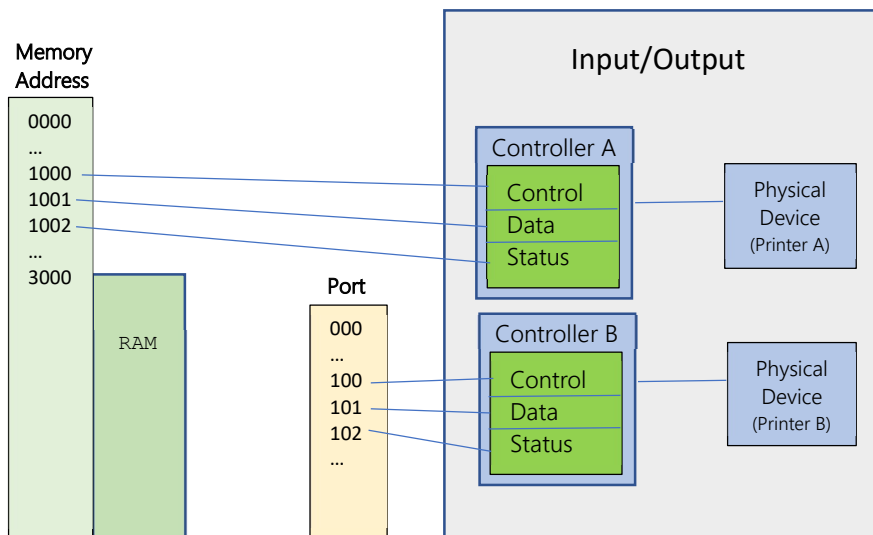 Memory
Address
0000
...
1000
1001
1002
...
3000
RAM
Port
000
...
100
101
102
...
Input/Output
Controller A
Control
Data
Status
Physical
Device
(Printer A)
Controller B
Control
Data
Status
Physical
Device
(Printer B)